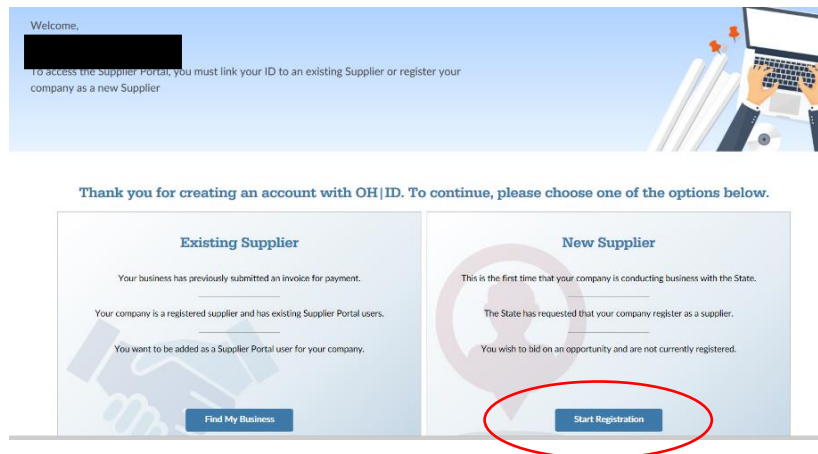 Welcome,
To access the Supplier Portal, you must link your ID to an existing Supplier or register your
company as a new Supplier
Thank you for creating an account with OH|ID. To continue, please choose one of the options below.
Existing Supplier
Your business has previously submitted an invoice for payment.
Your company is a registered supplier and has existing Supplier Portal users.
You want to be added as a Supplier Portal user for your company.
Find My Business
New Supplier
This is the first time that your company is conducting business with the State.
The State has requested that your company register as a supplier.
You wish to bid on an opportunity and are not currently registered.
Start Registration